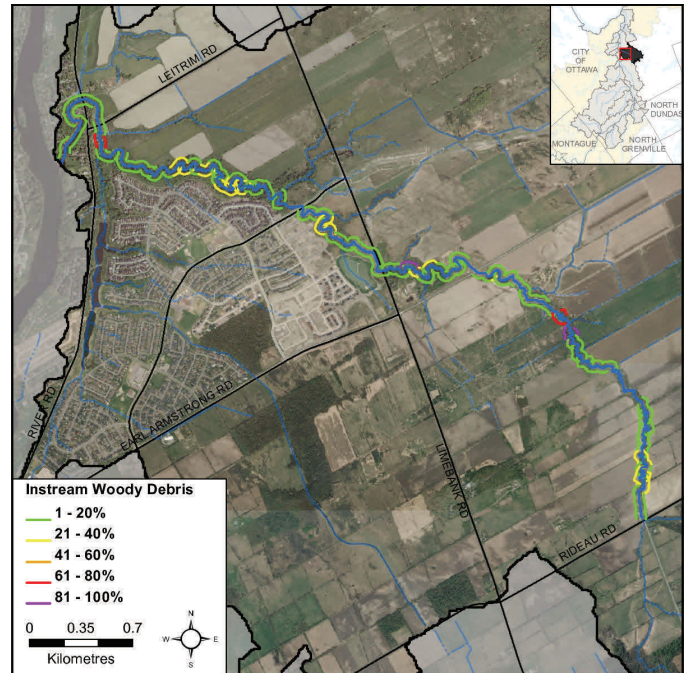 LEITRIM RD
CITY OF
OTTAWA
NORTH
DUNDAS
NORTH
GRENVILLE
MONTAGUE
RIVER RD
EARL ARMSTRONG RD
LIMEBANK RD
RIDEAU RD
Instream Woody Debris
1 - 20%
21 - 40%
41 - 60%
61 - 80%
81 - 100%
0 0.35 0.7
Kilometres
N
W E
S